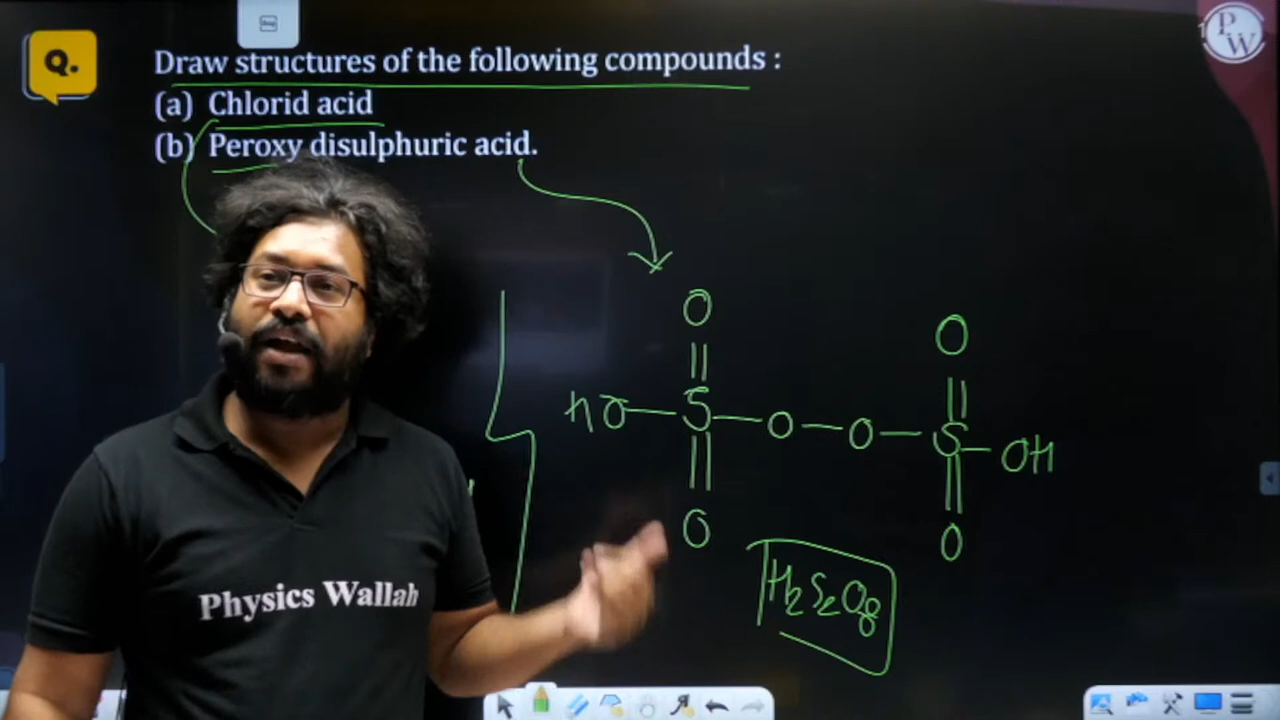 Q.
Draw structures of the following compounds :
(a) Chlorid acid
(b) Peroxy disulphuric acid.
PW
O
O
HO—S—O—O—S—OH
O
O
H2S2O8
Physics Wallah